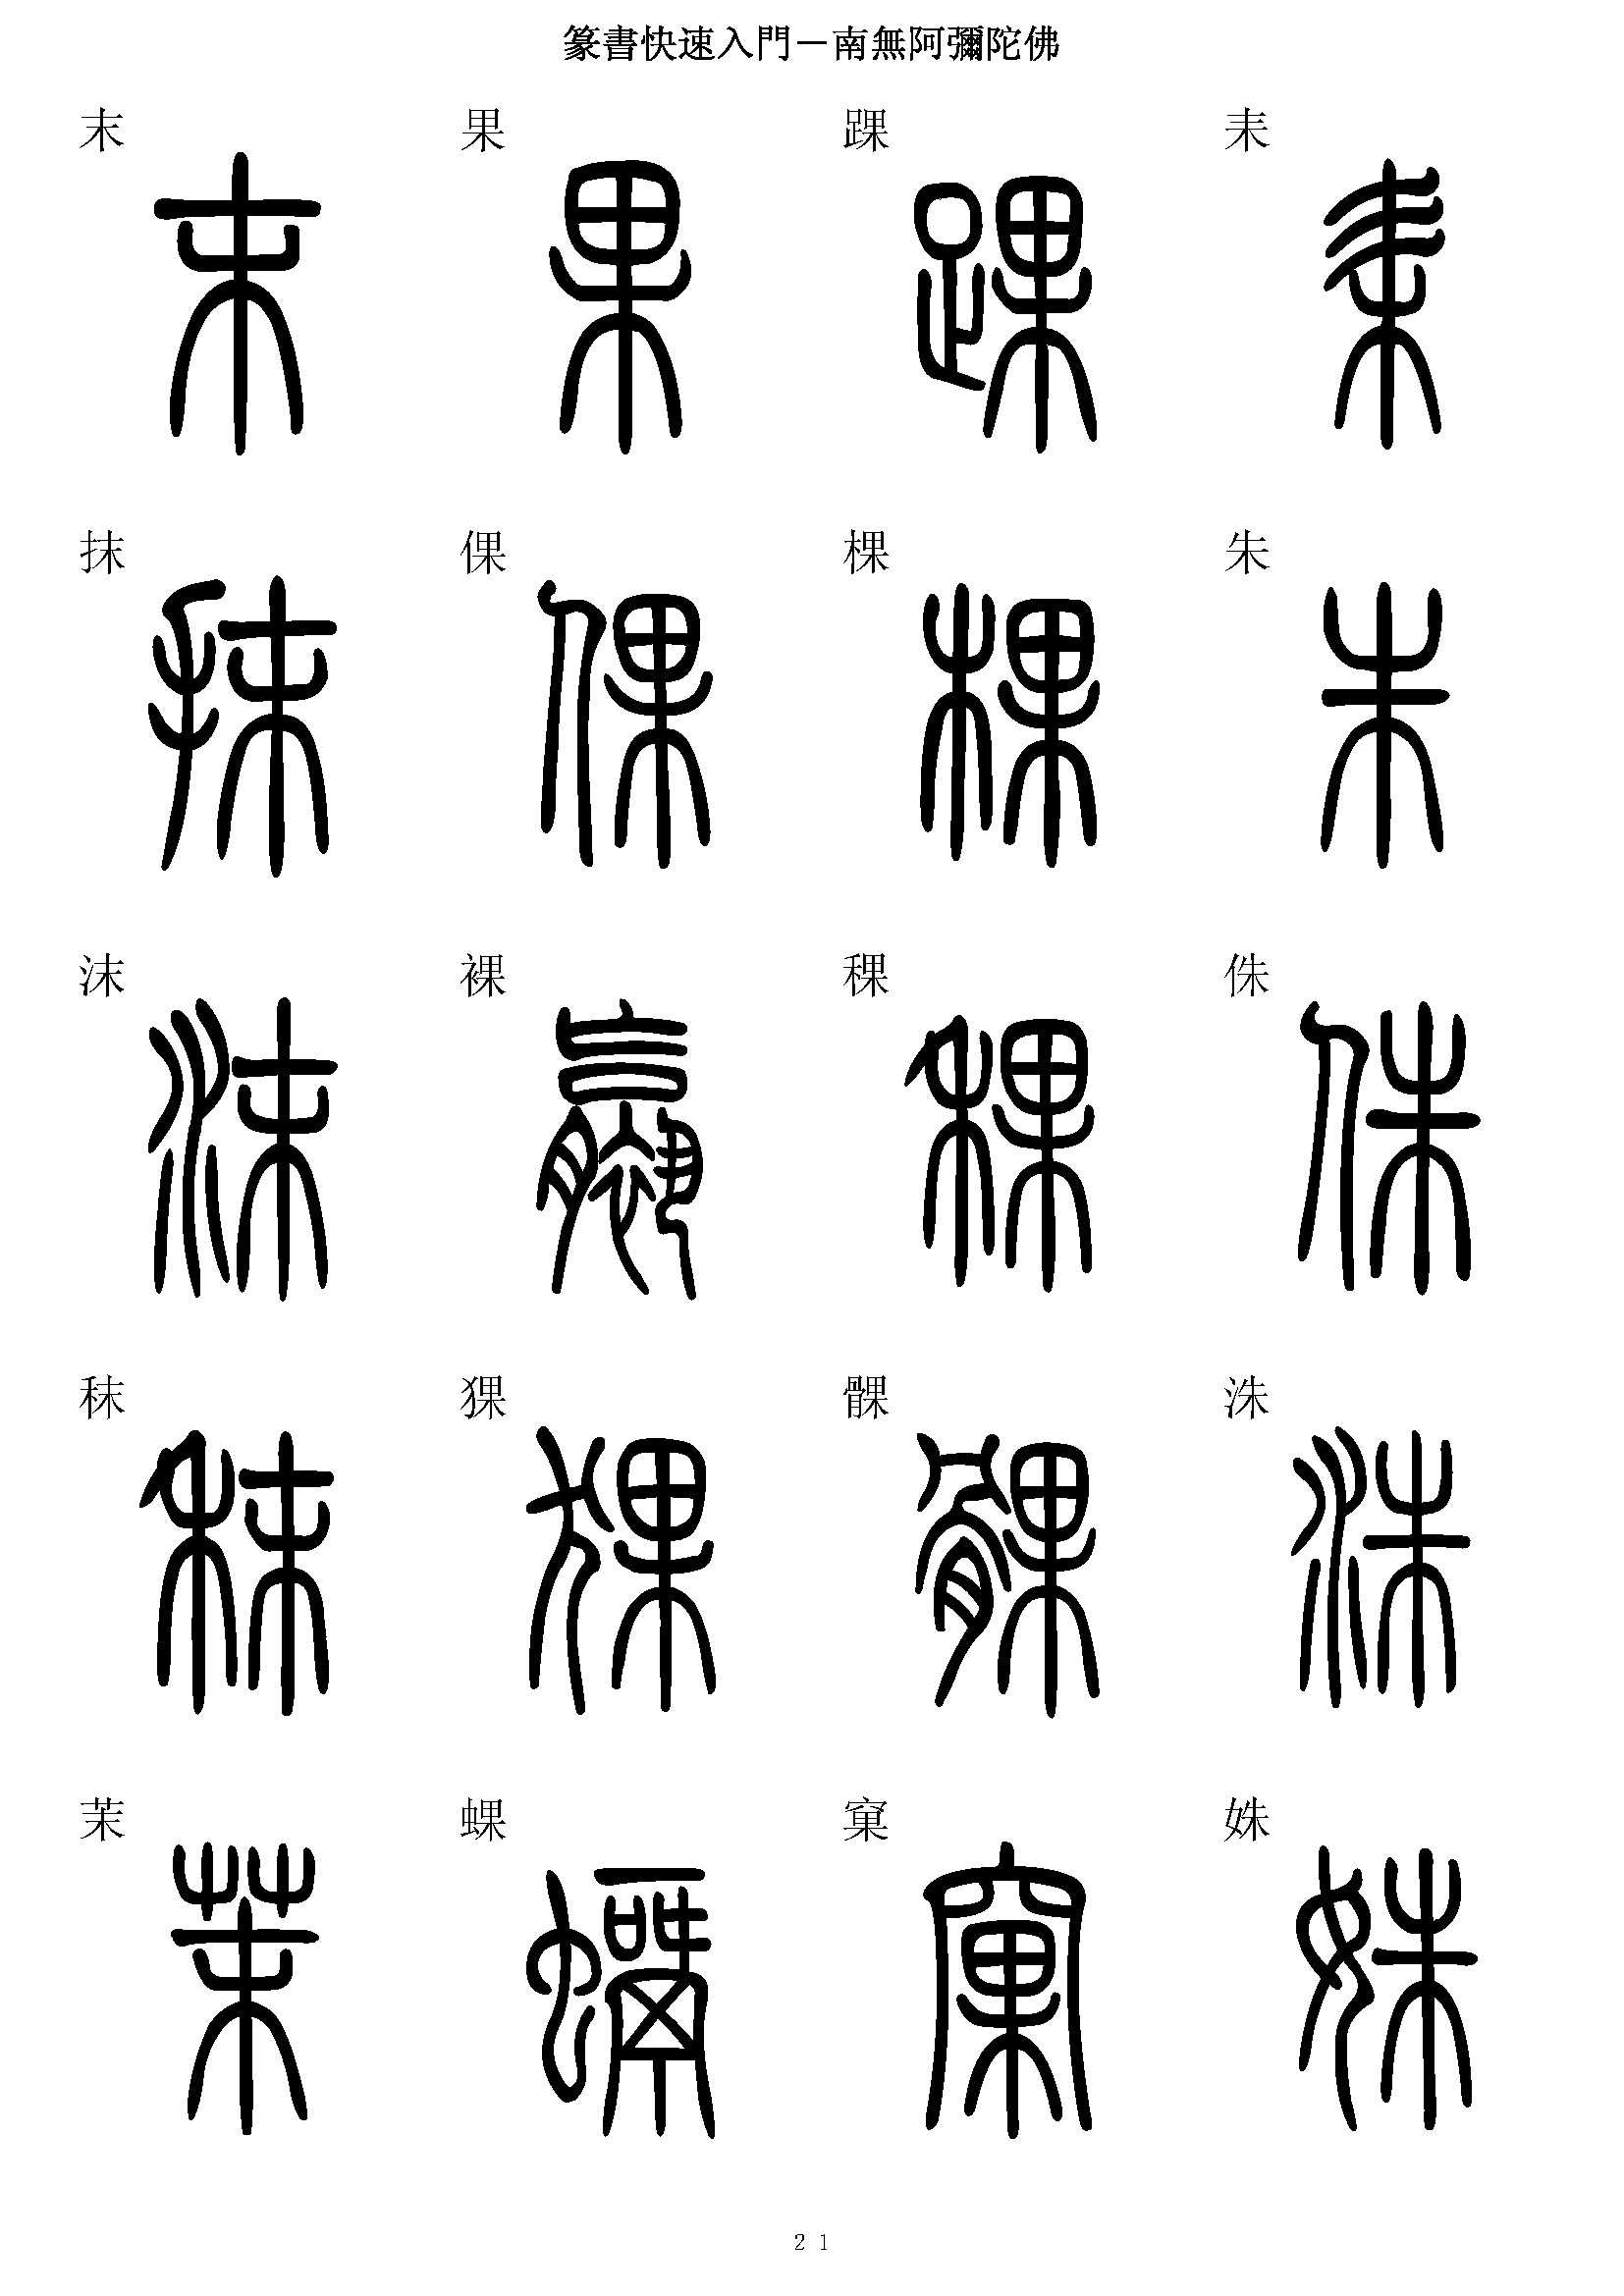 篆書快速入門－南無阿彌陀佛
末 果 踝 耒
抹 倮 棵 朱
沫 裸 稞 侏
秣 猓 髁 洙
茉 蜾 窠 姝
21